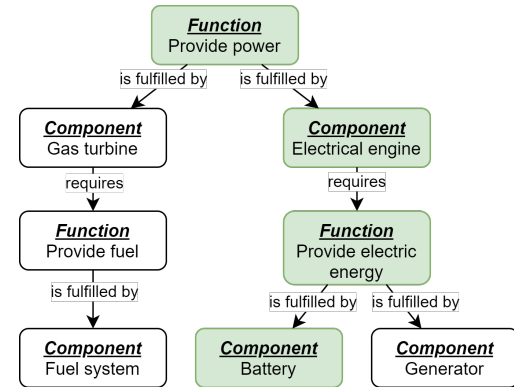 Function
Provide power
is fulfilled by
is fulfilled by
Component
Gas turbine
Component
Electrical engine
requires
requires
Function
Provide fuel
Function
Provide electric
energy
is fulfilled by
is fulfilled by
is fulfilled by
Component
Fuel system
Component
Battery
Component
Generator